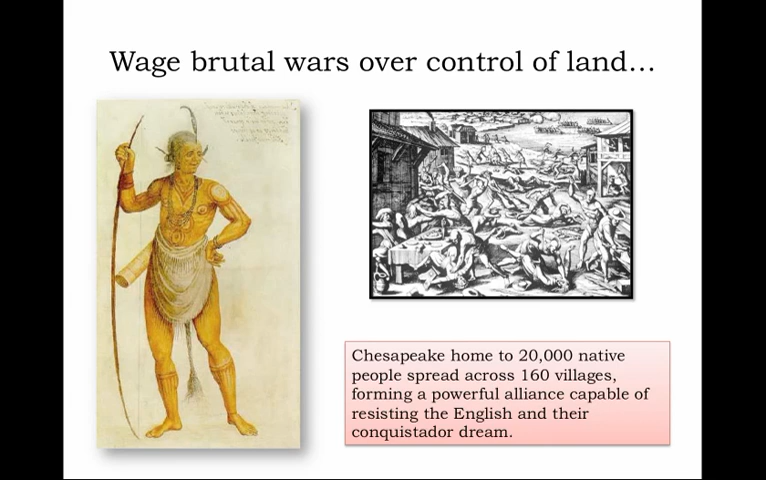 Wage brutal wars over control of land…
Chesapeake home to 20,000 native
people spread across 160 villages,
forming a powerful alliance capable of
resisting the English and their
conquistador dream.